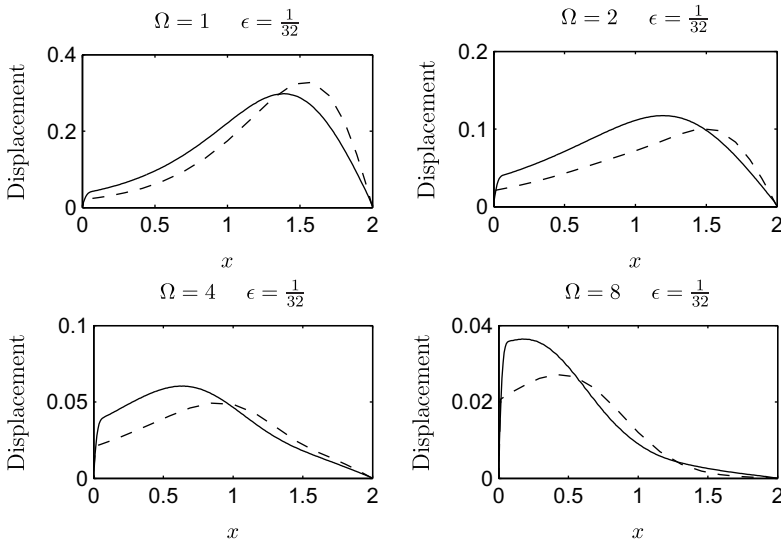 Ω = 1 ϵ = 1/32
Displacement
0.4
0.2
0
0 0.5 1 1.5 2
x
Ω = 2 ϵ = 1/32
Displacement
0.2
0.1
0
0 0.5 1 1.5 2
x
Ω = 4 ϵ = 1/32
Displacement
0.1
0.05
0
0 0.5 1 1.5 2
x
Ω = 8 ϵ = 1/32
Displacement
0.04
0.02
0
0 0.5 1 1.5 2
x